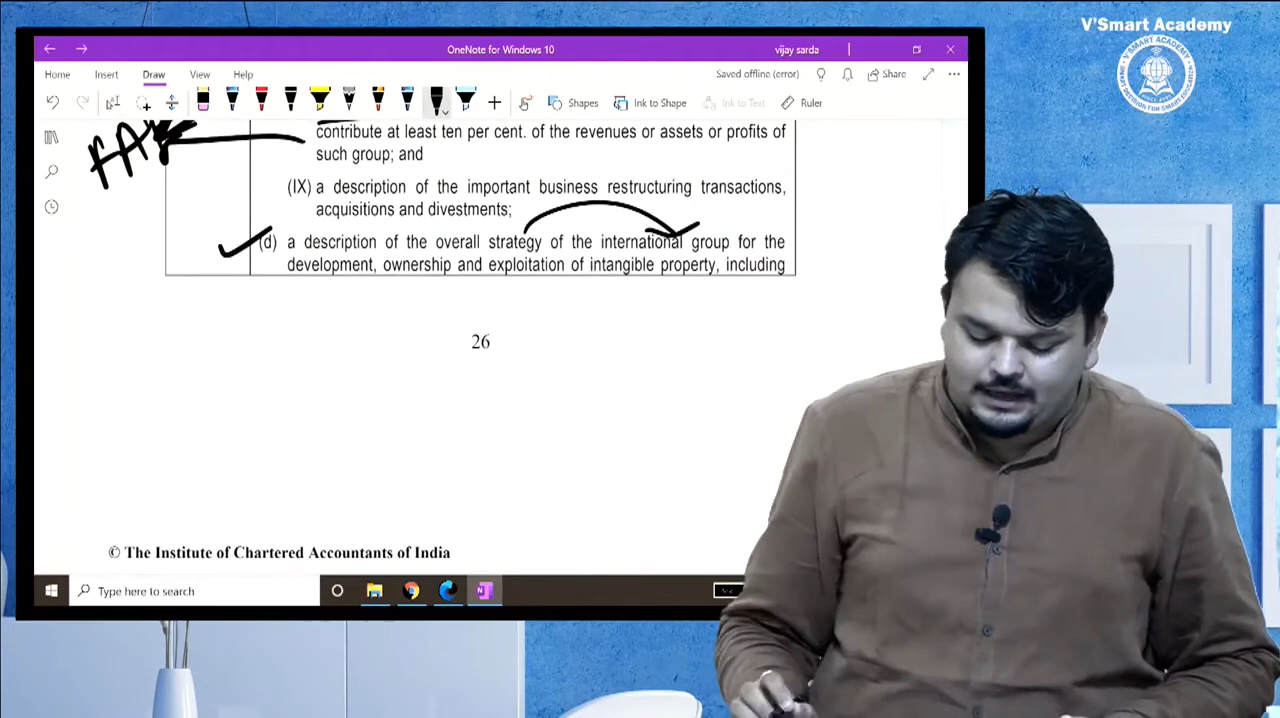 V'Smart Academy
OneNote for Windows 10
vijay sarda
Home Insert Draw View Help
Saved offline (error)
Share
Shapes
Ink to Shape
Ink to Text
Ruler
FAR
contribute at least ten per cent. of the revenues or assets or profits of
such group; and
(IX) a description of the important business restructuring transactions,
acquisitions and divestments;
(d) a description of the overall strategy of the international group for the
development, ownership and exploitation of intangible property, including
26
© The Institute of Chartered Accountants of India
Type here to search